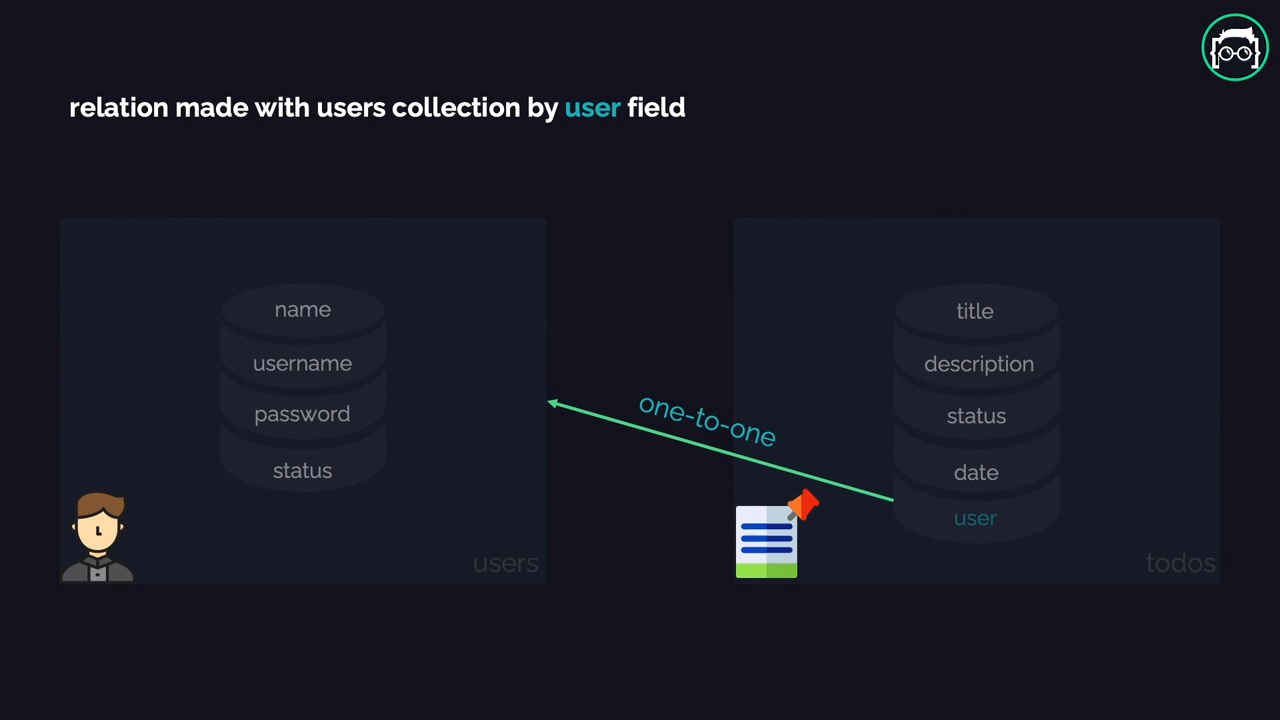 relation made with users collection by user field
name
username
password
status
users
one-to-one
title
description
status
date
user
todos